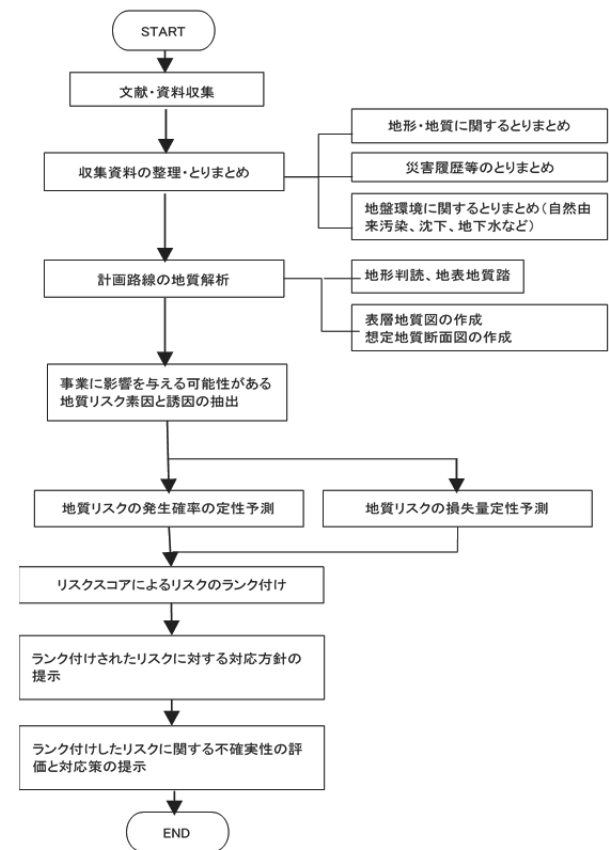 START
文献・資料収集
収集資料の整理・とりまとめ
地形・地質に関するとりまとめ
災害履歴等のとりまとめ
地盤環境に関するとりまとめ（自然由
来汚染、沈下、地下水など）
計画路線の地質解析
地形判読、地表地質踏
表層地質図の作成
想定地質断面図の作成
事業に影響を与える可能性がある
地質リスク素因と誘因の抽出
地質リスクの発生確率の定性予測
地質リスクの損失量定性予測
リスクスコアによるリスクのランク付け
ランク付けされたリスクに対する対応方針の
提示
ランク付けしたリスクに関する不確実性の評
価と対応策の提示
END